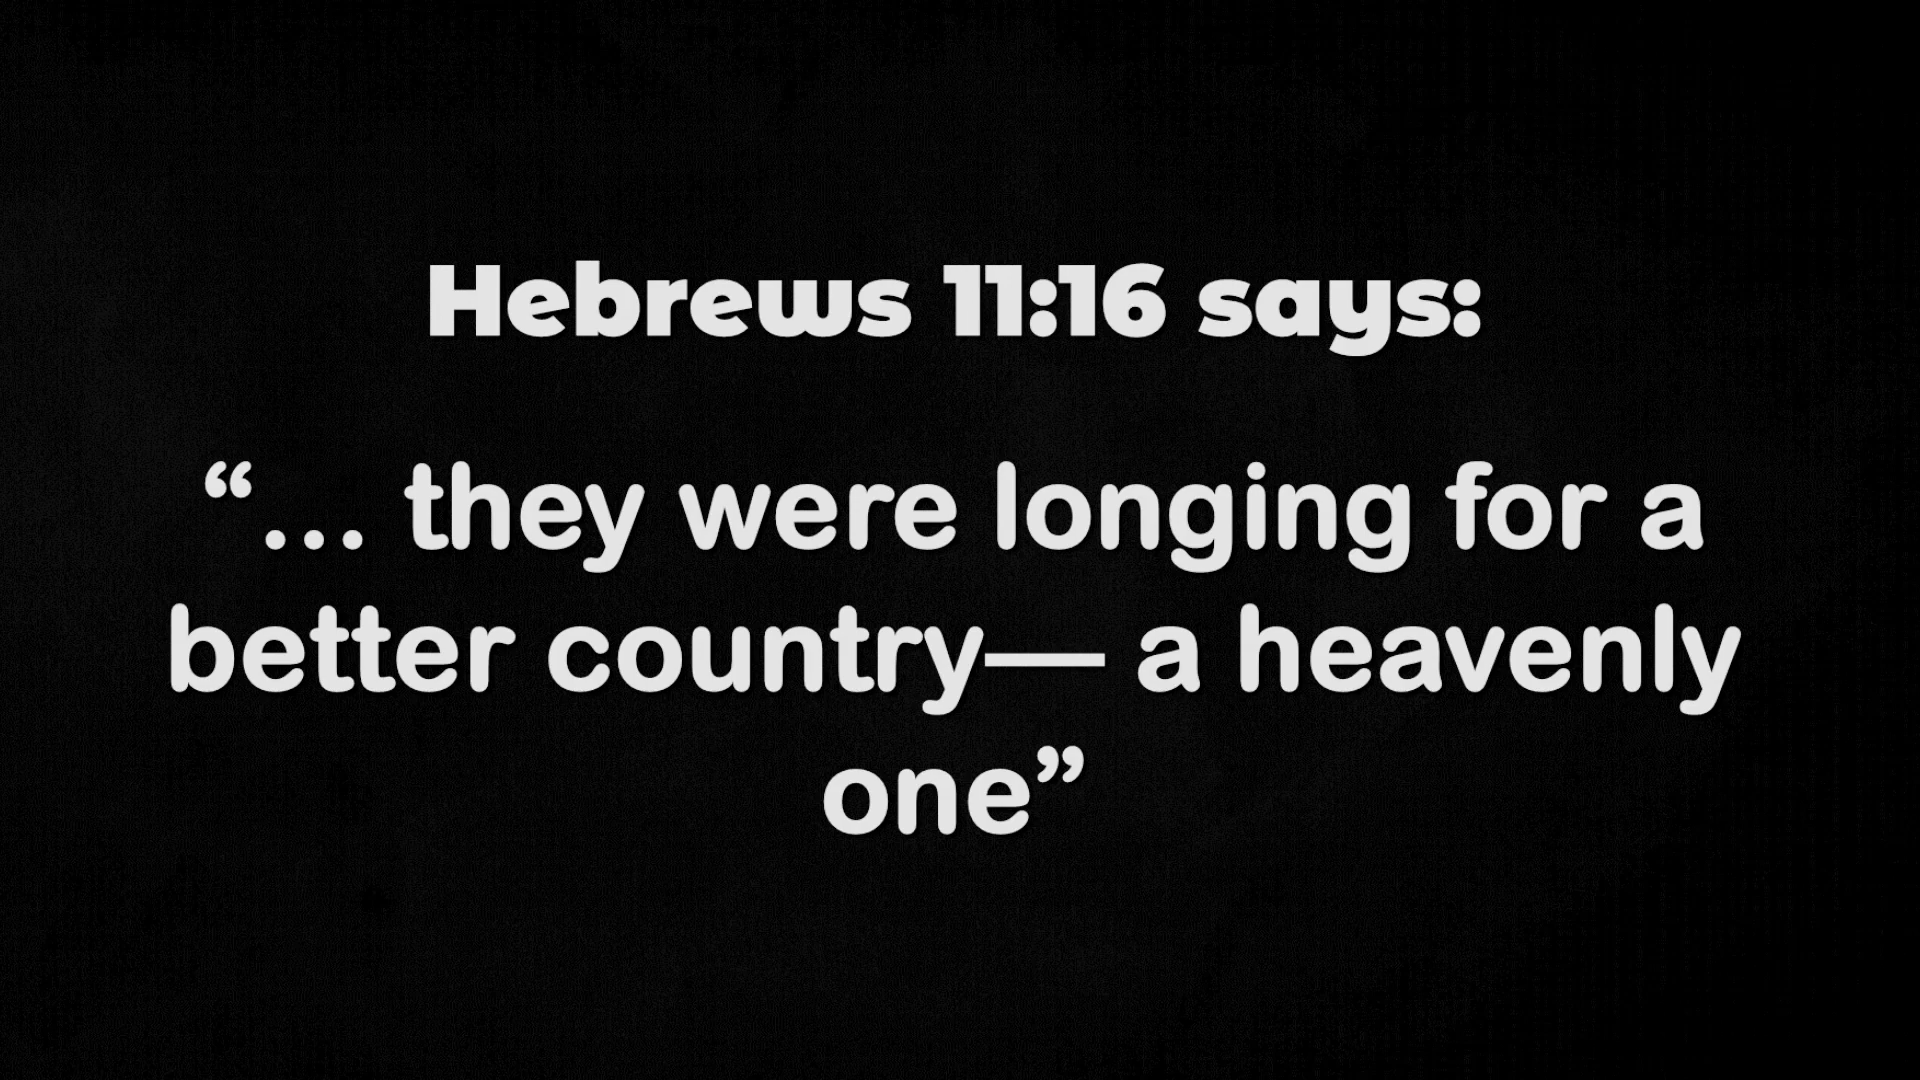 Hebrews 11:16 says:
“… they were longing for a
better country— a heavenly
one”